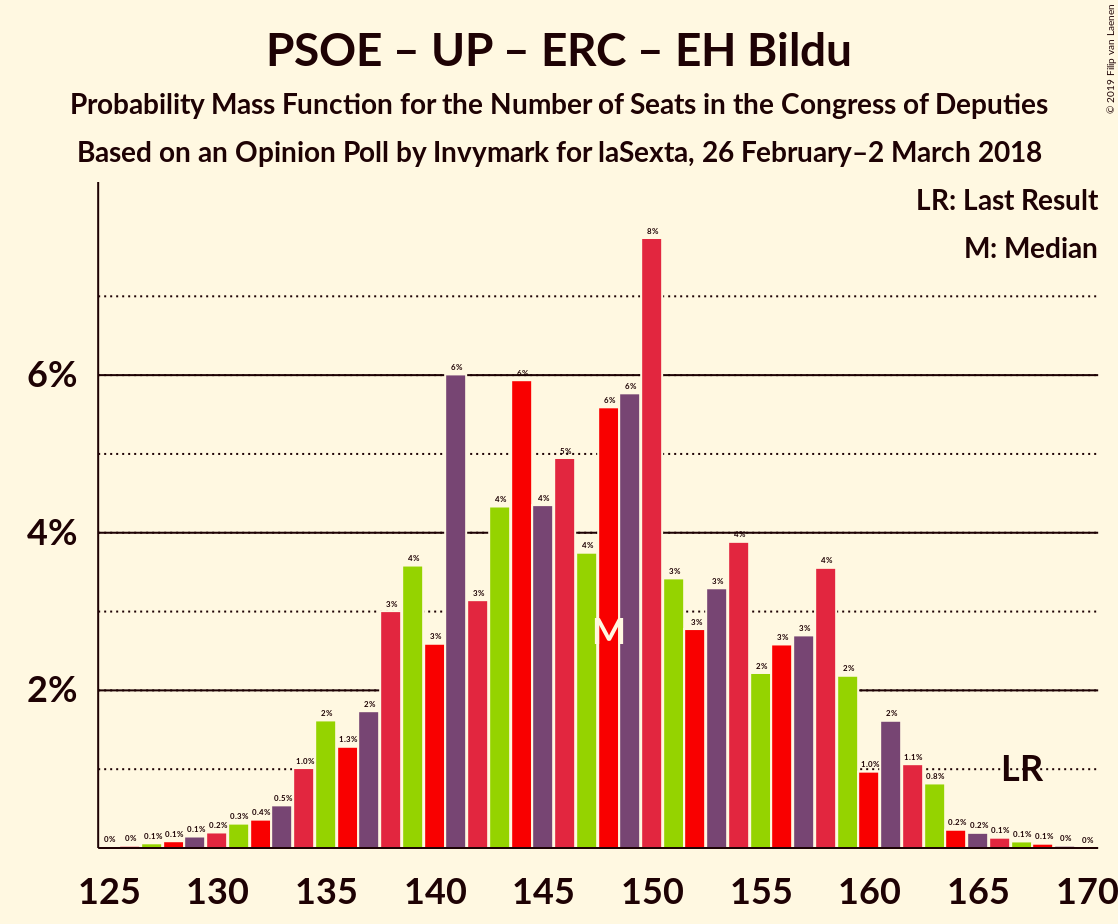 PSOE – UP – ERC – EH Bildu
Probability Mass Function for the Number of Seats in the Congress of Deputies
Based on an Opinion Poll by Invymark for laSexta, 26 February–2 March 2018
© 2019 Filip van Laenen
LR: Last Result
M: Median
6%
4%
2%
0% 0% 0.1% 0.1% 0.1% 0.2% 0.3% 0.4% 0.5% 1.0% 2% 1.3% 2% 3% 4% 3% 6% 3% 4% 6% 4% 5% 4% 6% 6% 8% 3% 3% 3% 4% 2% 3% 3% 4% 2% 1.0% 2% 1.1% 0.8% 0.2% 0.2% 0.1% 0.1% 0.1% 0% 0%
M
LR
125 130 135 140 145 150 155 160 165 170